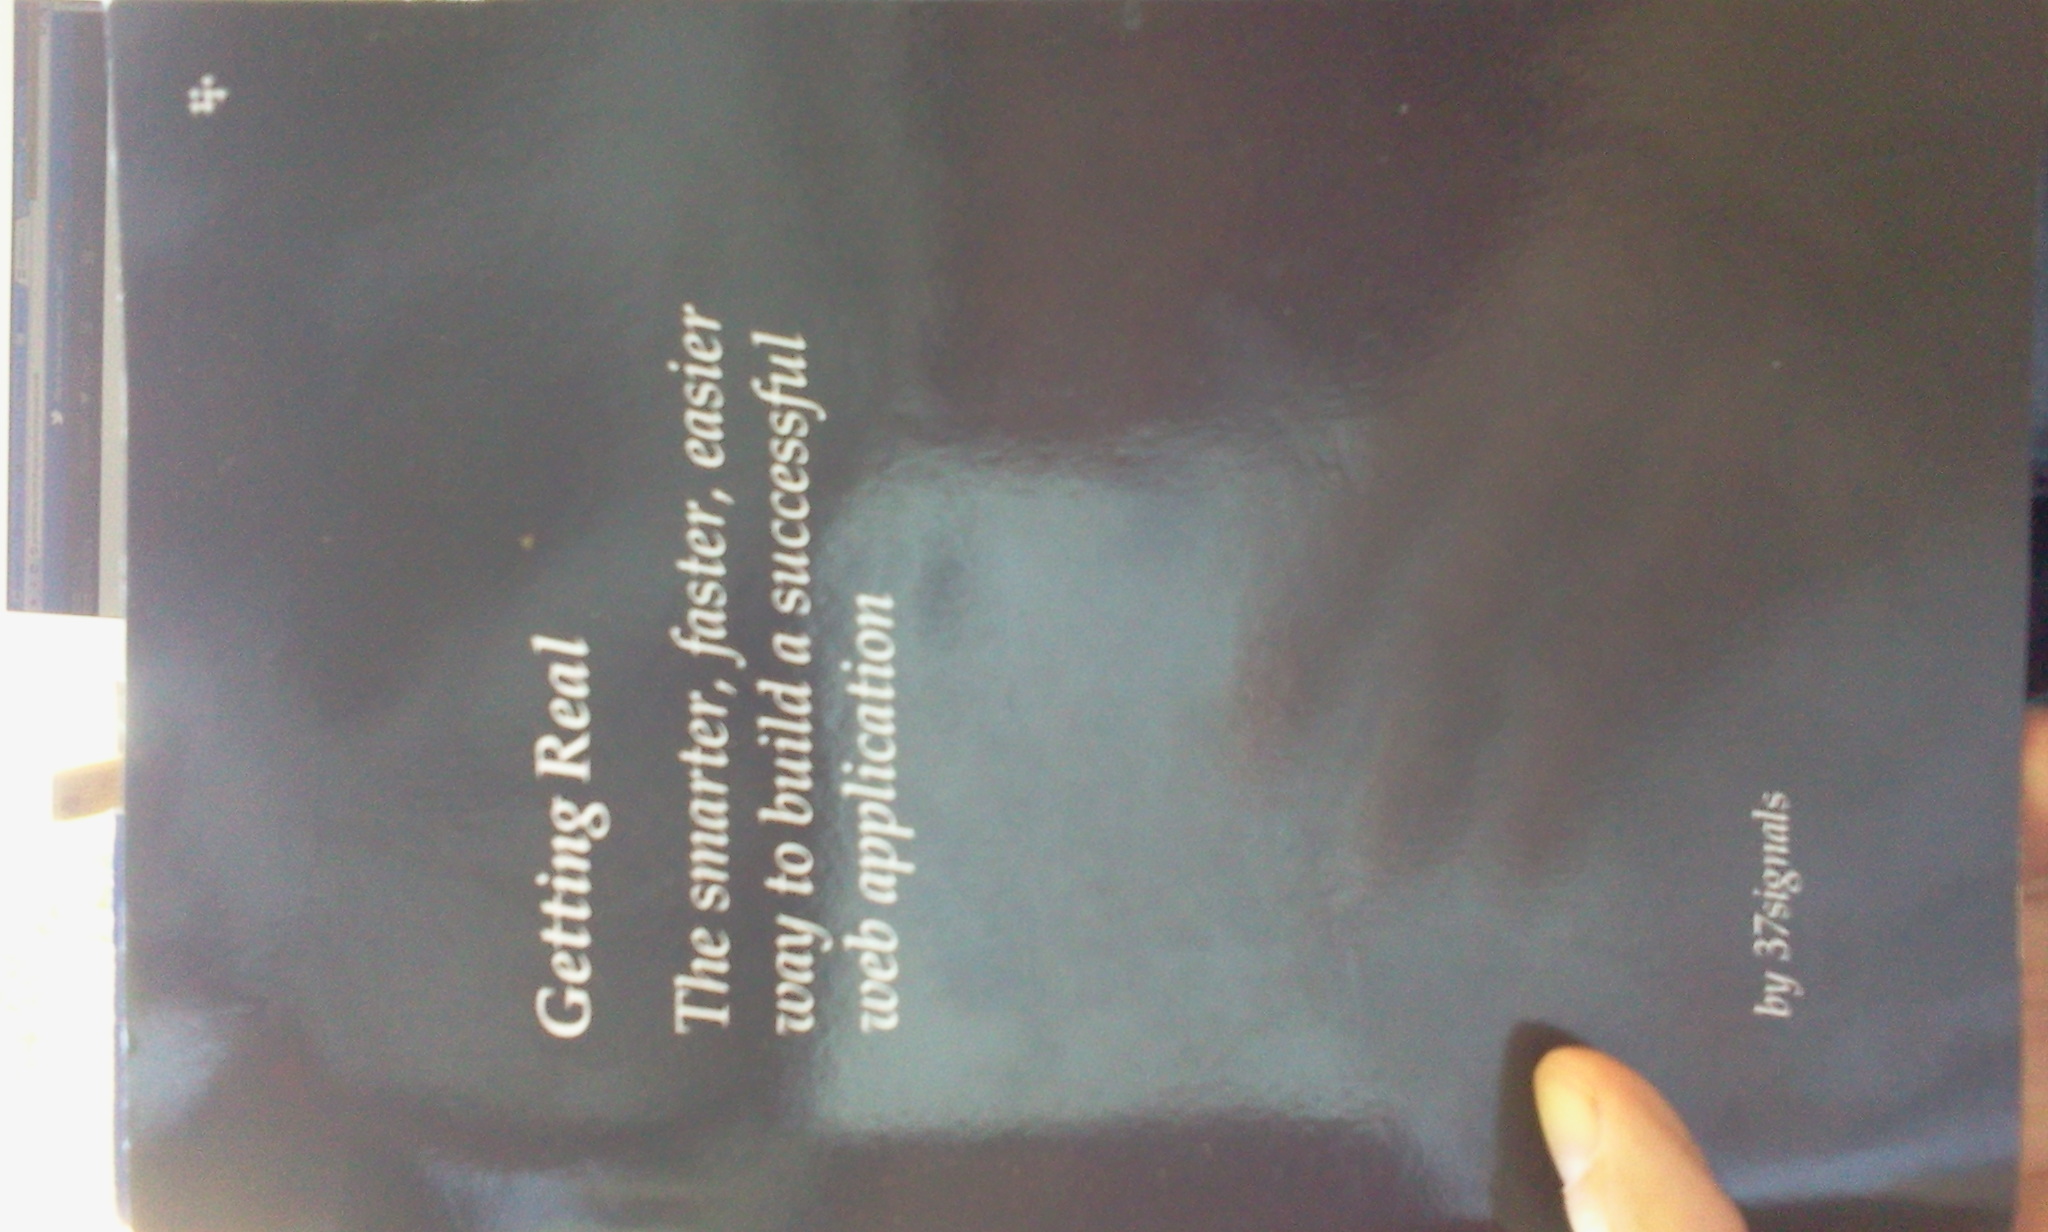 Getting Real
The smarter, faster, easier
way to build a successful
web application
by 37signals